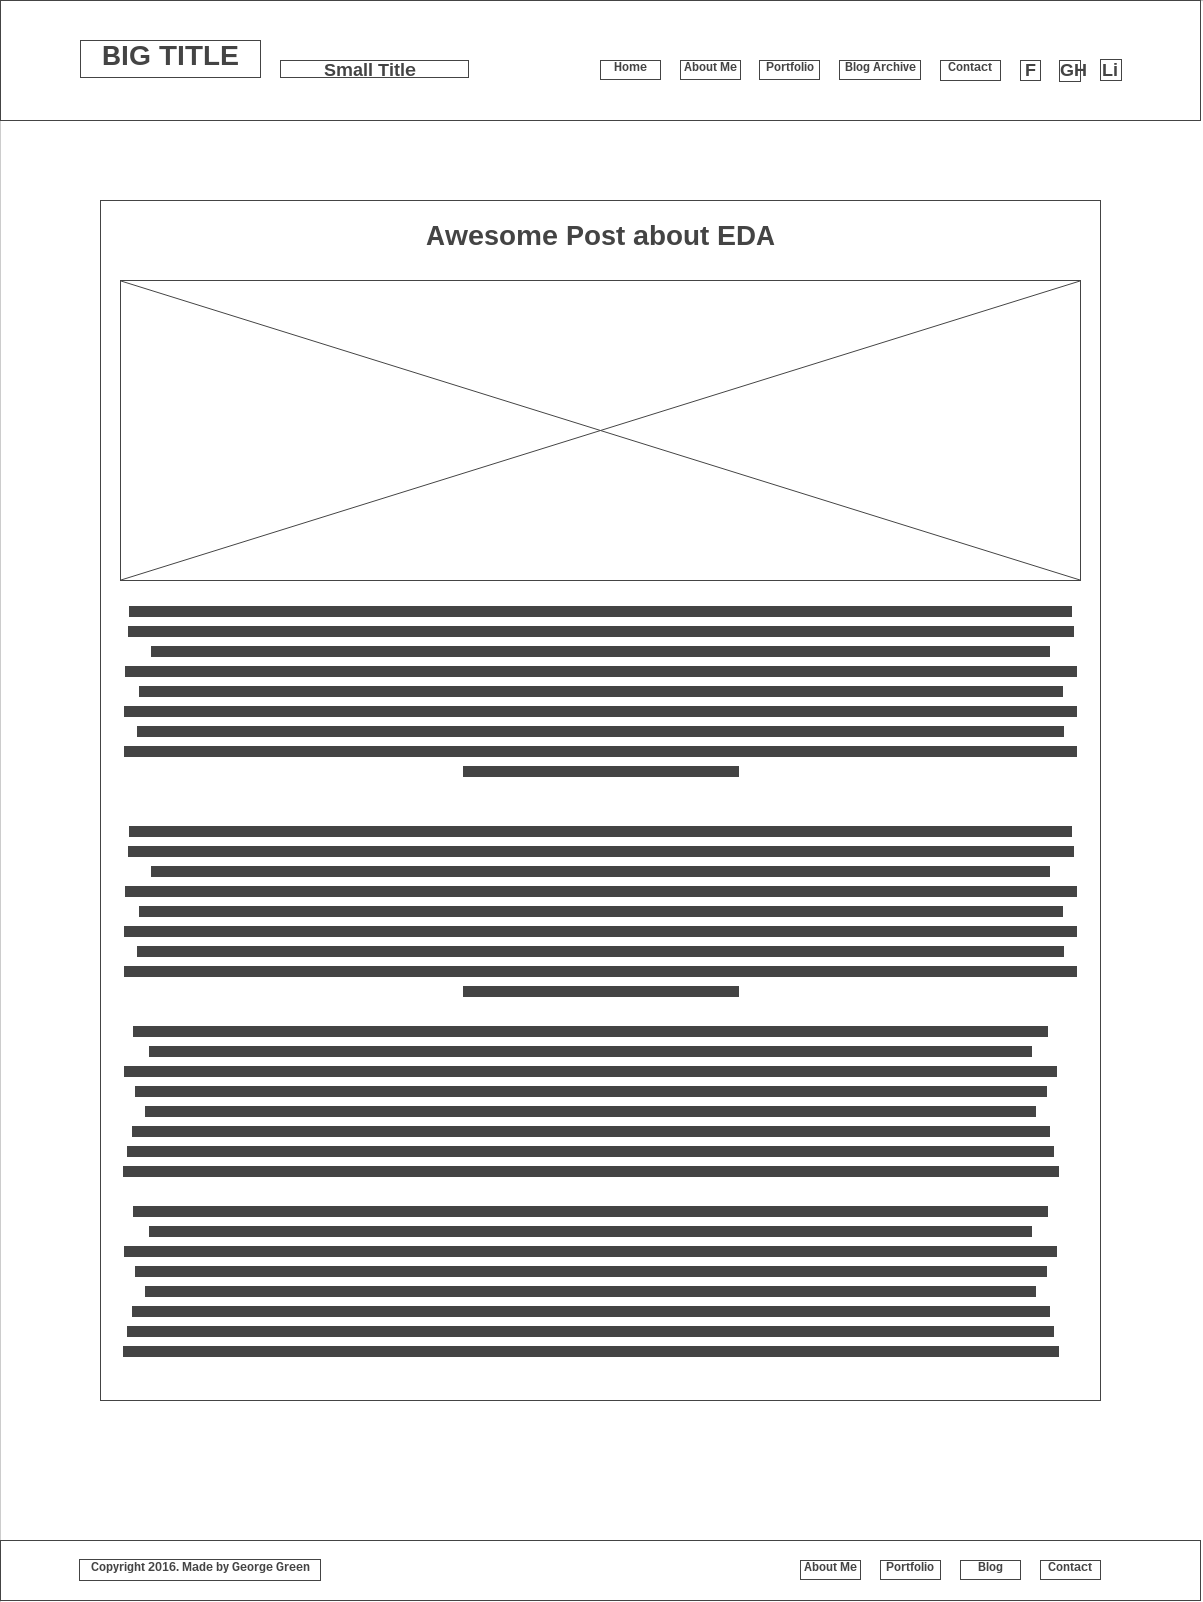 BIG TITLE
Small Title
Home
About Me
Portfolio
Blog Archive
Contact
F
GH
Li
Awesome Post about EDA
Copyright 2016. Made by George Green
About Me
Portfolio
Blog
Contact